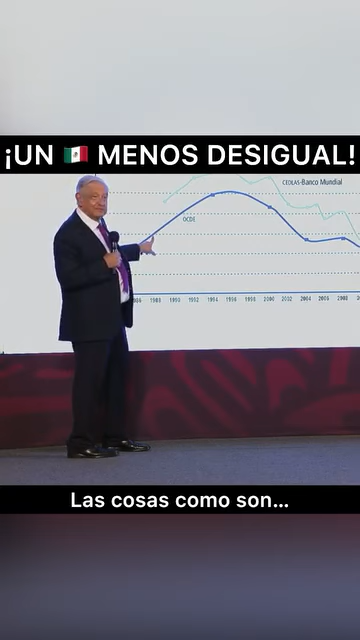 ¡UN 🇲🇽 MENOS DESIGUAL!
CEDLAS-Banco Mundial
OCDE
1988 1990 1992 1994 1996 1998 2000 2002 2004 2006 2008
Las cosas como son...